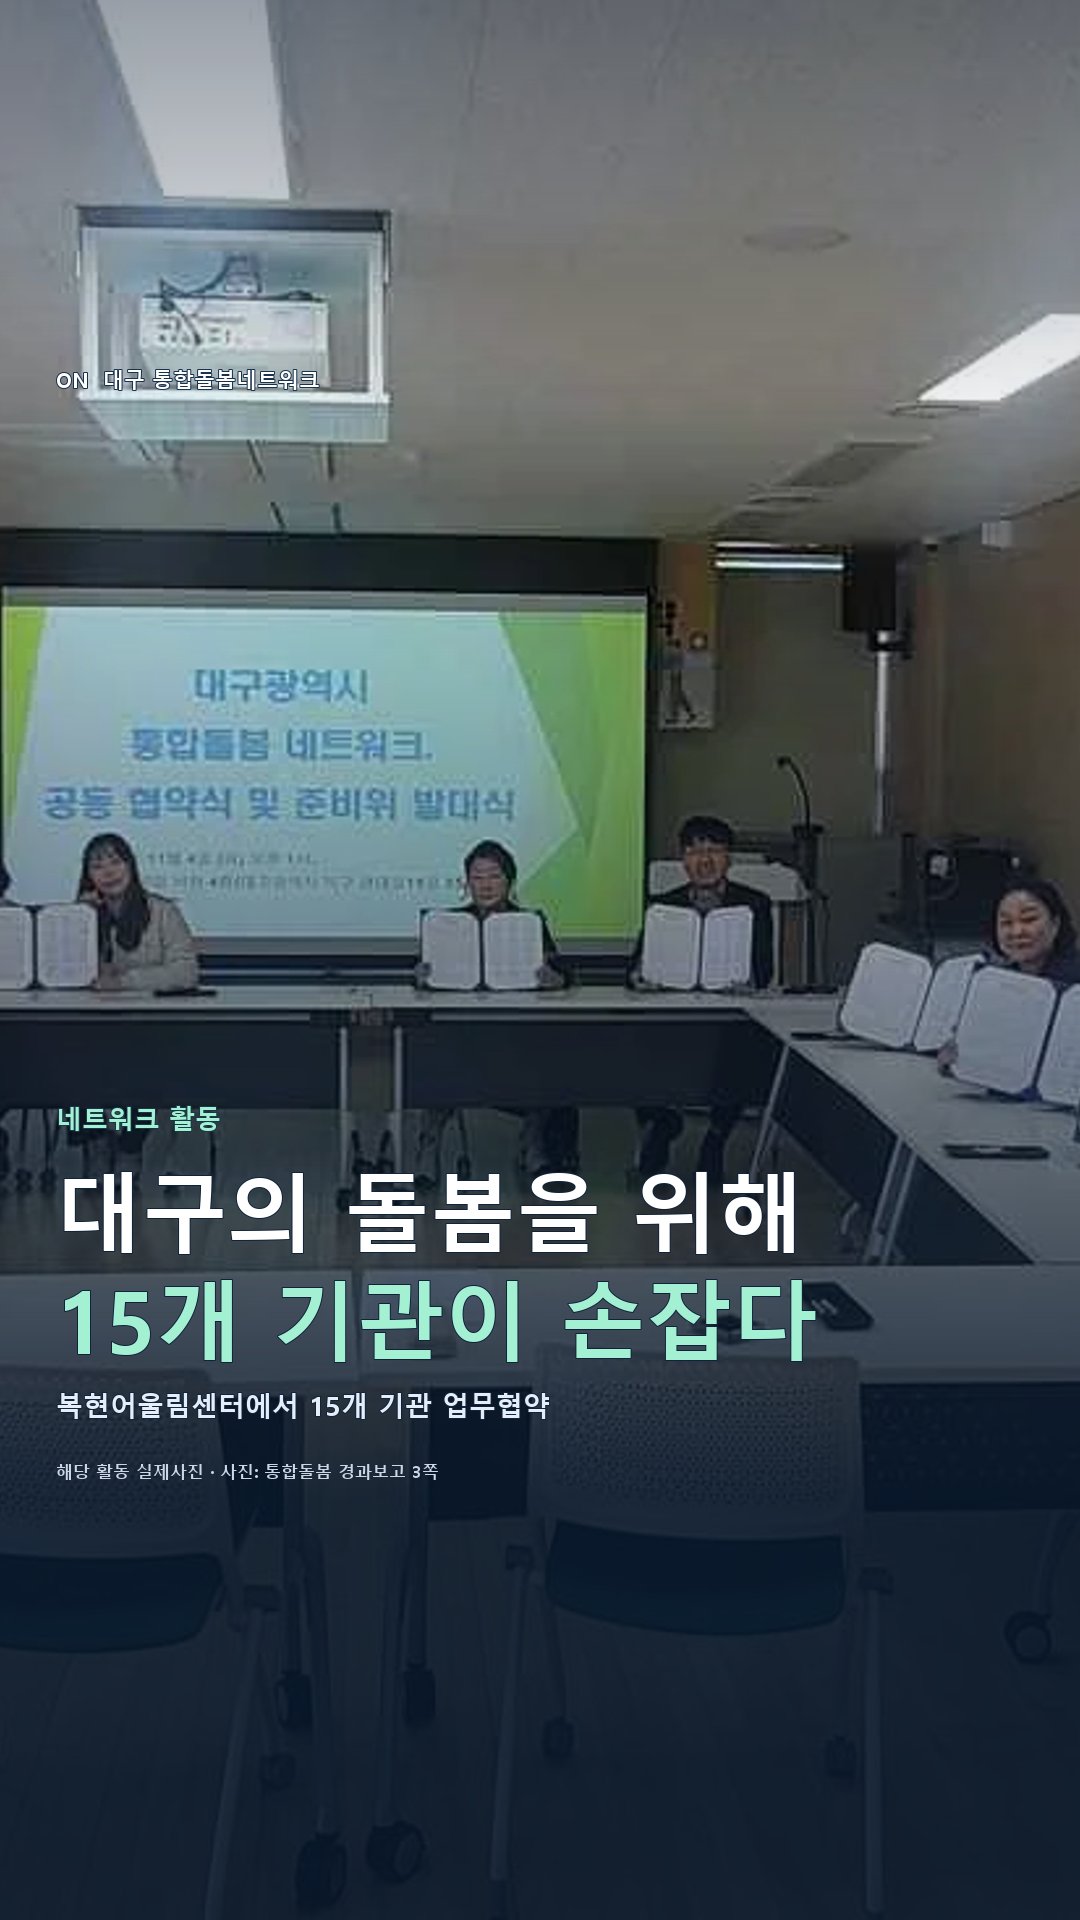 ON 대구 통합돌봄네트워크
대구광역시
통합돌봄 네트워크.
공동 협약식 및 준비위 발대식
네트워크 활동
대구의 돌봄을 위해
15개 기관이 손잡다
복현어울림센터에서 15개 기관 업무협약
해당 활동 실제사진 · 사진: 통합돌봄 경과보고 3쪽